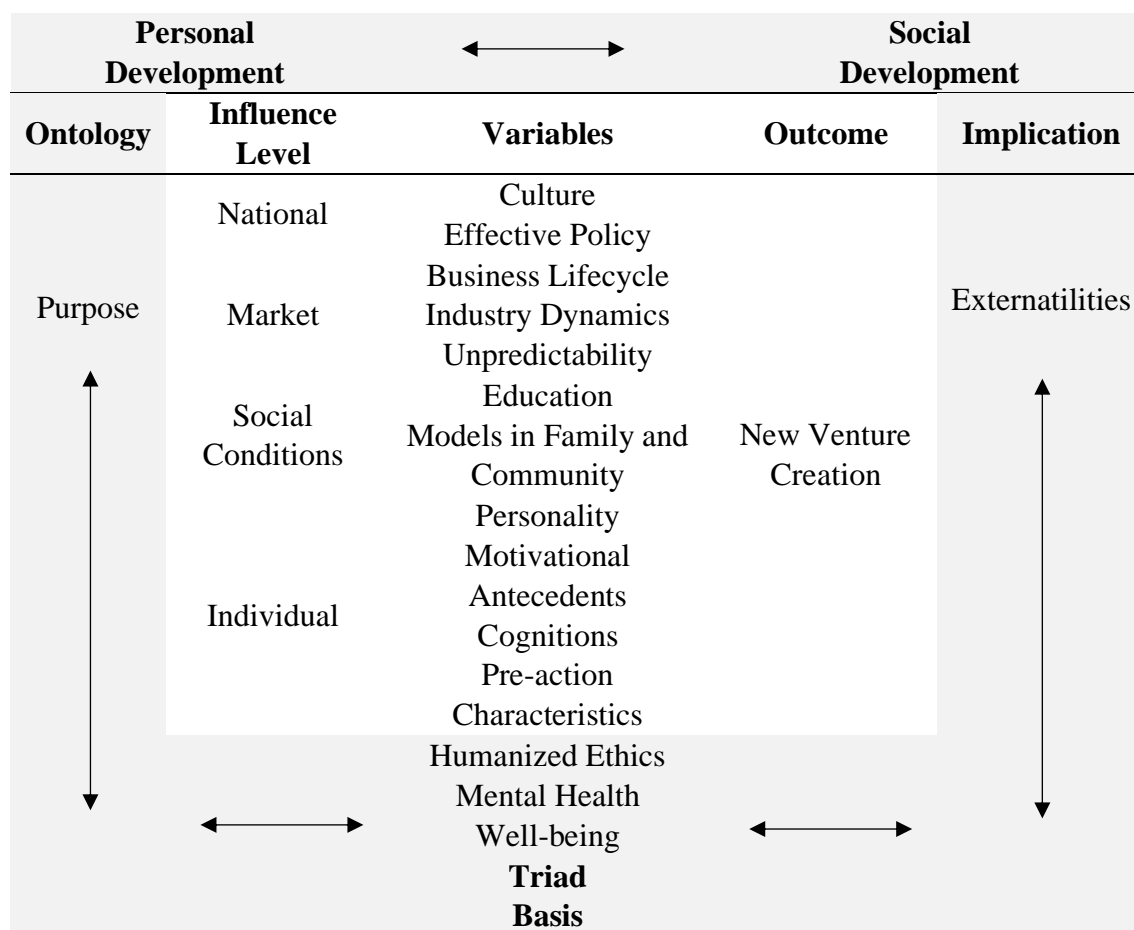 Personal
Development
Social
Development
Ontology
Influence
Level
Variables
Outcome
Implication
National
Culture
Effective Policy
Purpose
Market
Business Lifecycle
Industry Dynamics
Unpredictability
Externatilities
Social
Conditions
Education
Models in Family and
Community
New Venture
Creation
Individual
Personality
Motivational
Antecedents
Cognitions
Pre-action
Characteristics
Humanized Ethics
Mental Health
Well-being
Triad
Basis